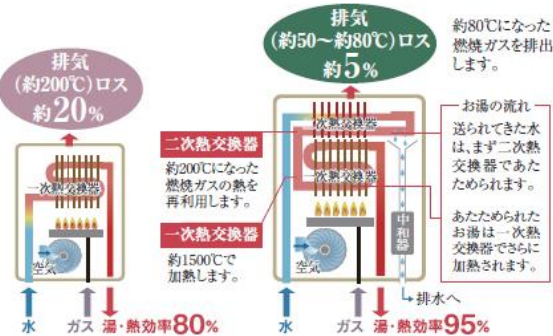 排気
(約200℃)ロス
約20%
一次熱交換器
空気
水
ガス
湯・熱効率80%
排気
(約50～約80℃)ロス
約5%
約80℃になった
燃焼ガスを排出
します。
二次熱交換器
約200℃になった
燃焼ガスの熱を
再利用します。
一次熱交換器
約1500℃で
加熱します。
二次熱交換器
一次熱交換器
空気
中和器
排水へ
水
ガス
湯・熱効率95%
お湯の流れ
送られてきた水
は、まず二次熱
交換器であた
ためられます。
あたためられた
お湯は一次熱
交換器でさらに
加熱されます。